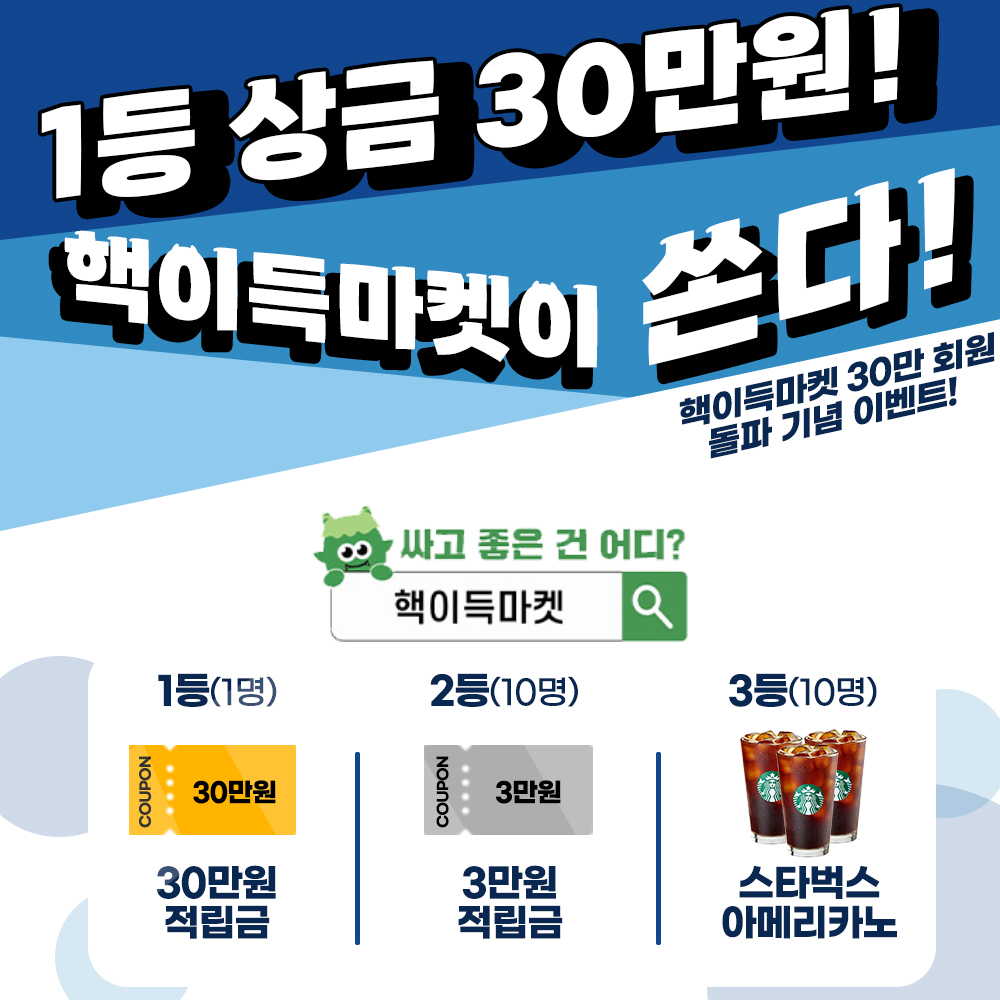 1등 상금 30만원!
핵이득마켓이 쏜다!
핵이득마켓 30만 회원
돌파 기념 이벤트!
싸고 좋은 건 어디?
핵이득마켓
1등(1명) 2등(10명) 3등(10명)
COUPON 30만원 COUPON 3만원
30만원 3만원 스타벅스
적립금 적립금 아메리카노